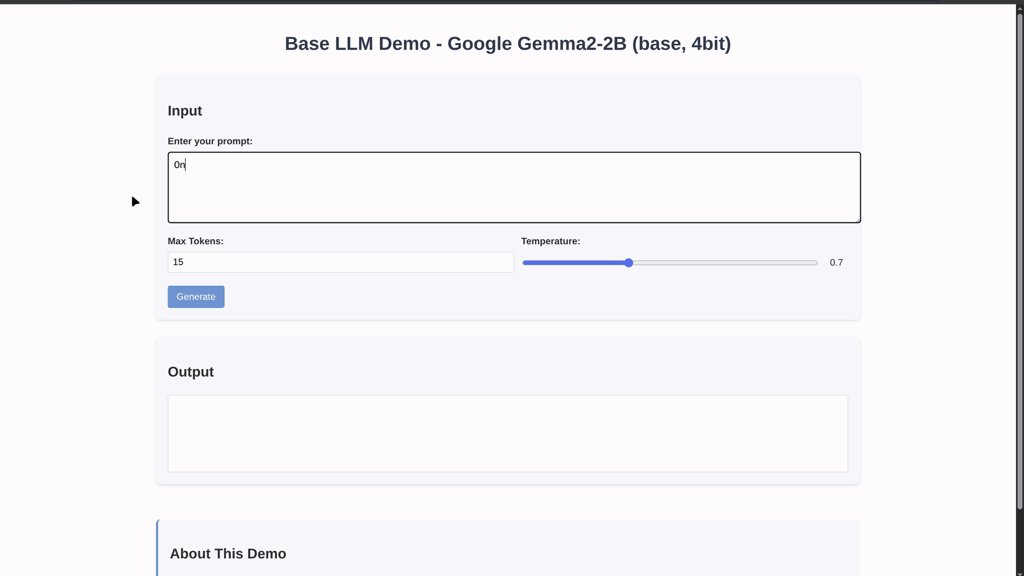 Base LLM Demo - Google Gemma2-2B (base, 4bit)
Input
Enter your prompt:
0n
Max Tokens:
Temperature:
15
0.7
Generate
Output
About This Demo